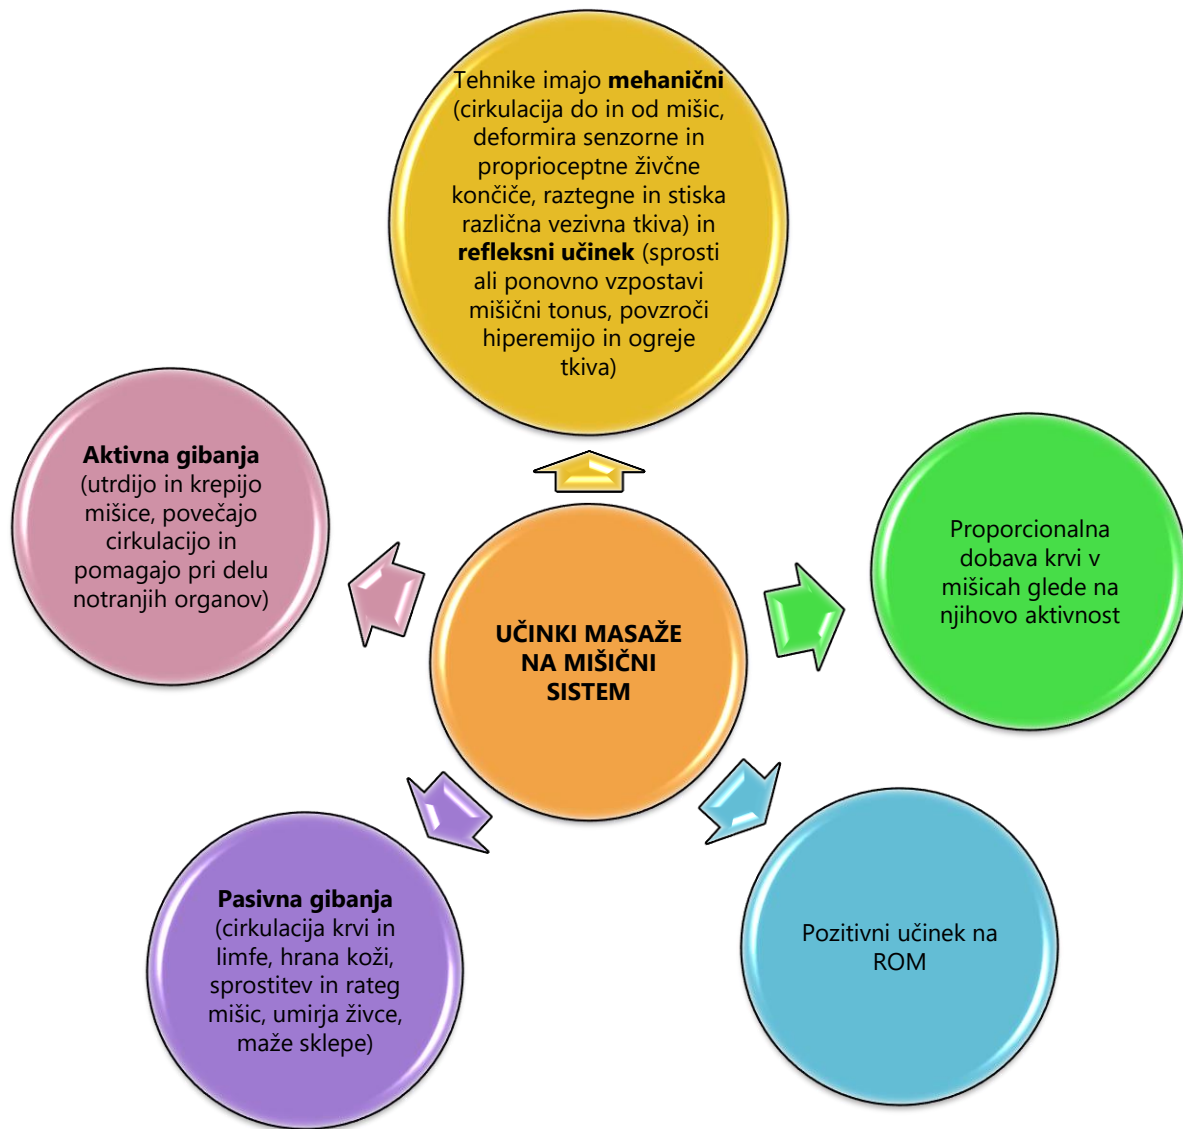 Tehnike imajo mehanični
(cirkulacija do in od mišic,
deformira senzorne in
proprioceptne živčne
končiče, raztegne in stiska
različna vezivna tkiva) in
refleksni učinek (sprosti
ali ponovno vzpostavi
mišični tonus, povzroči
hiperemijo in ogreje
tkiva)
Aktivna gibanja
(utrdijo in krepijo
mišice, povečajo
cirkulacijo in
pomagajo pri delu
notranjih organov)
Proporcionalna
dobava krvi v
mišicah glede na
njihovo aktivnost
UČINKI MASAŽE
NA MIŠIČNI
SISTEM
Pasivna gibanja
(cirkulacija krvi in
limfe, hrana koži,
sprostitev in rateg
mišic, umirja živce,
maže sklepe)
Pozitivni učinek na
ROM